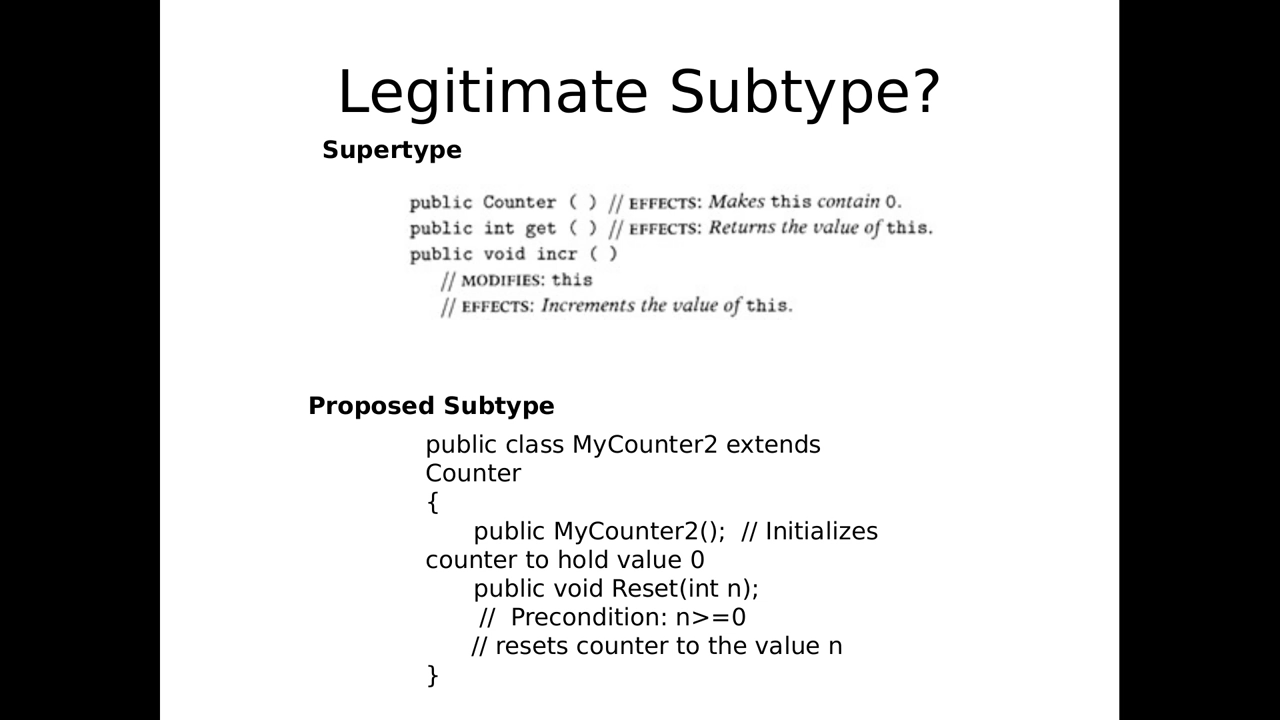 Legitimate Subtype?
Supertype
public Counter ( ) // EFFECTS: Makes this contain 0.
public int get ( ) // EFFECTS: Returns the value of this.
public void incr ( )
// MODIFIES: this
// EFFECTS: Increments the value of this.
Proposed Subtype
public class MyCounter2 extends
Counter
{
public MyCounter2(); // Initializes
counter to hold value 0
public void Reset(int n);
// Precondition: n>=0
// resets counter to the value n
}